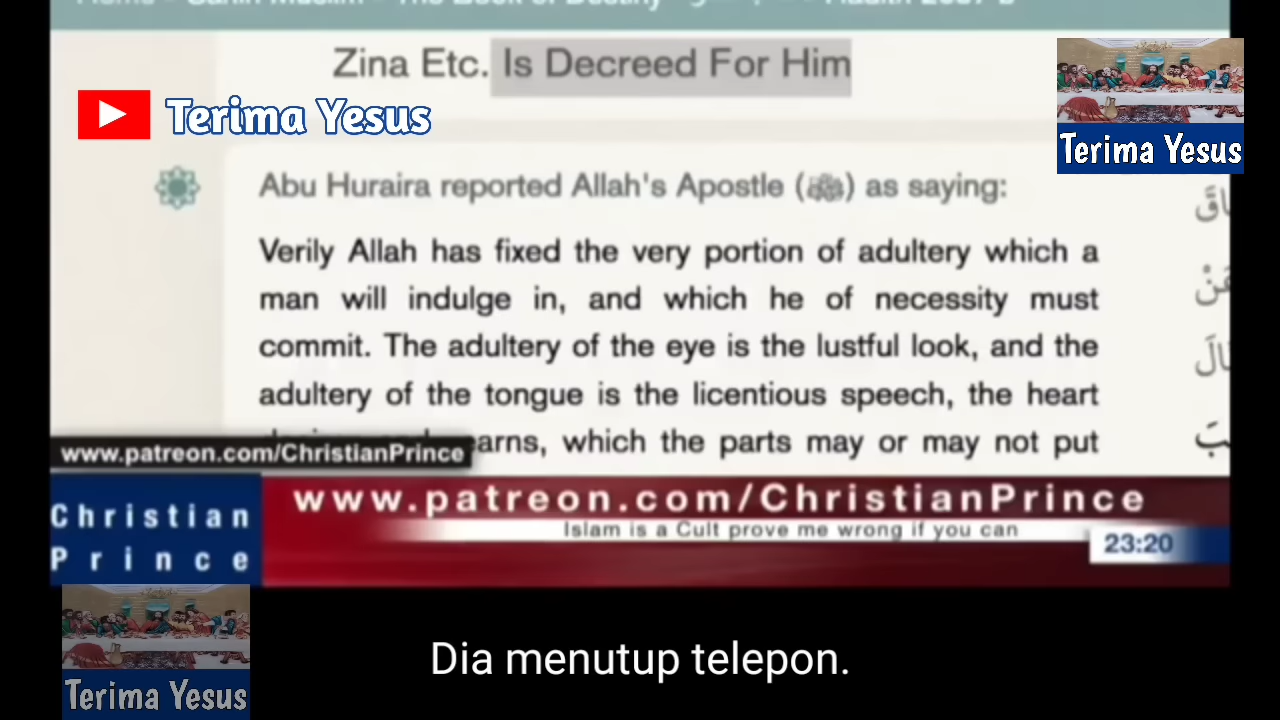 Zina Etc. Is Decreed For Him
Terima Yesus
Terima Yesus
Abu Huraira reported Allah's Apostle (ﷺ) as saying:
Verily Allah has fixed the very portion of adultery which a
man will indulge in, and which he of necessity must
commit. The adultery of the eye is the lustful look, and the
adultery of the tongue is the licentious speech, the heart
which the parts may or may not put
www.patreon.com/ChristianPrince
www.patreon.com/ChristianPrince
Christian
Prince
Islam is a Cult prove me wrong if you can
23:20
Terima Yesus
Dia menutup telepon.